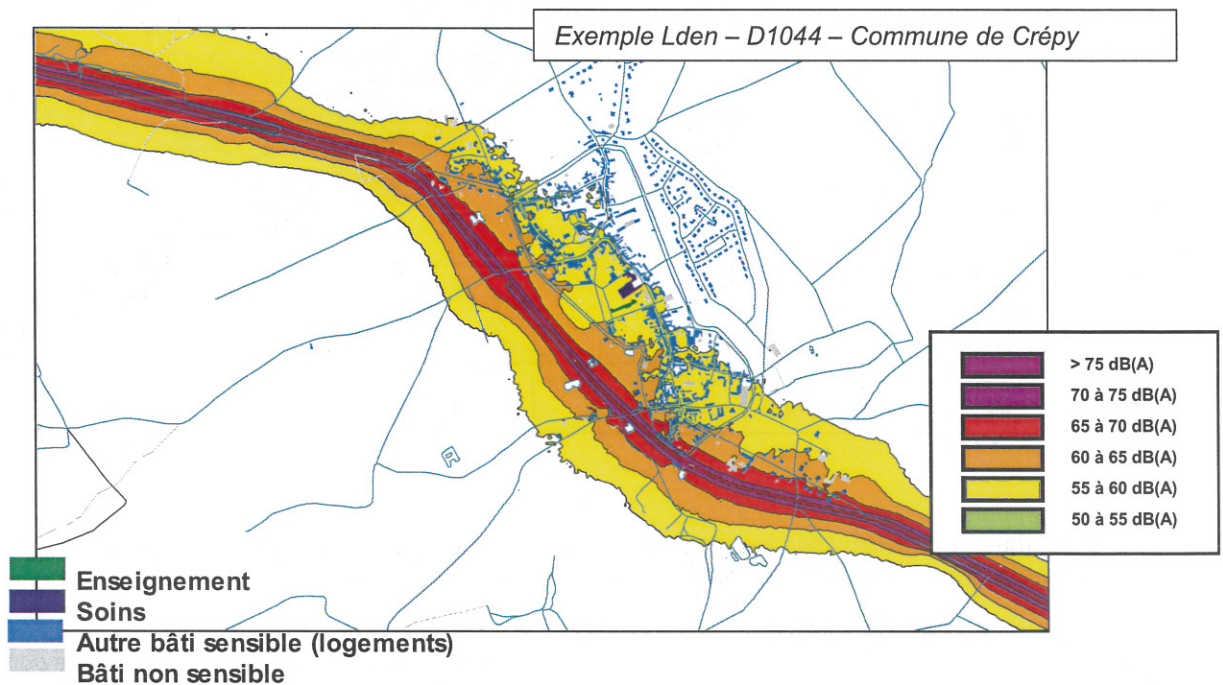 Exemple Lden – D1044 – Commune de Crépy
> 75 dB(A)
70 à 75 dB(A)
65 à 70 dB(A)
60 à 65 dB(A)
55 à 60 dB(A)
50 à 55 dB(A)
Enseignement
Soins
Autre bâti sensible (logements)
Bâti non sensible